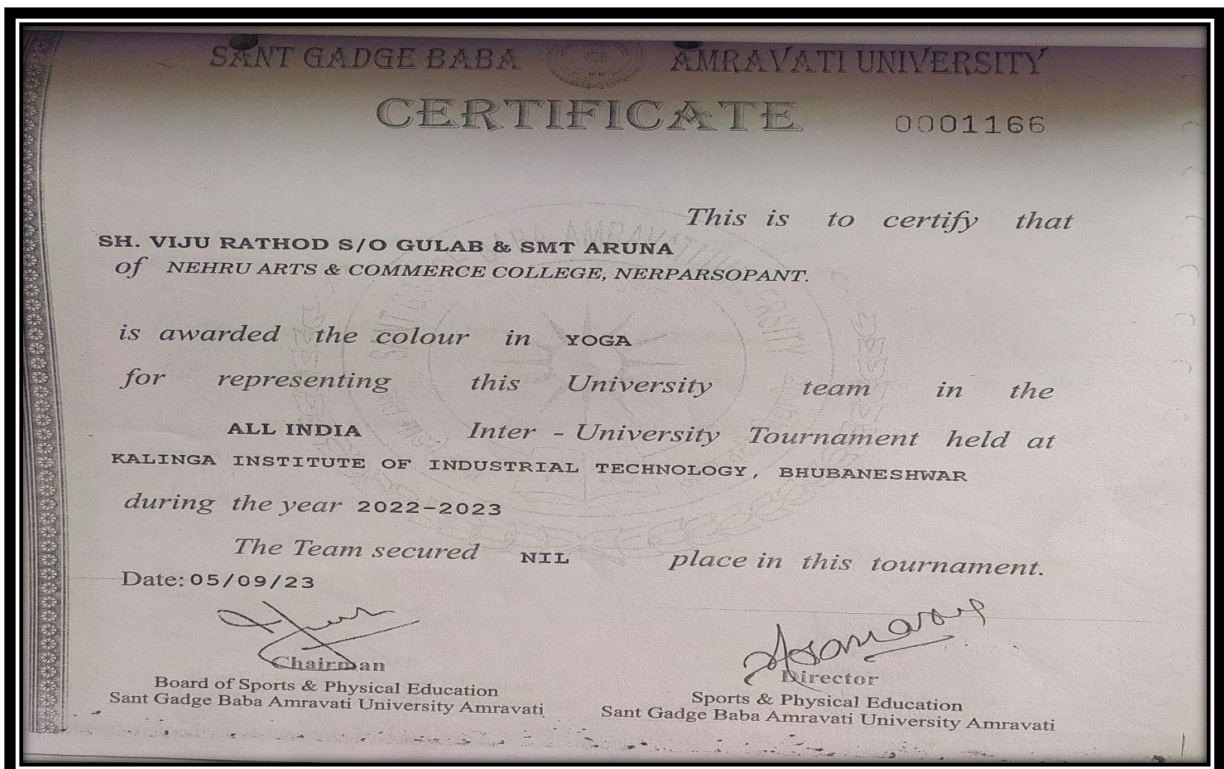 SANT GADGE BABA AMRAVATI UNIVERSITY
CERTIFICATE 0001166
This is to certify that
SH. VIJU RATHOD S/O GULAB & SMT ARUNA
of NEHRU ARTS & COMMERCE COLLEGE, NERPARSOPANT.
is awarded the colour in YOGA
for representing this University team in the
ALL INDIA Inter - University Tournament held at
KALINGA INSTITUTE OF INDUSTRIAL TECHNOLOGY, BHUBANESHWAR
during the year 2022-2023
The Team secured NIL place in this tournament.
Date: 05/09/23
Chairman
Board of Sports & Physical Education
Sant Gadge Baba Amravati University Amravati
Director
Sports & Physical Education
Sant Gadge Baba Amravati University Amravati